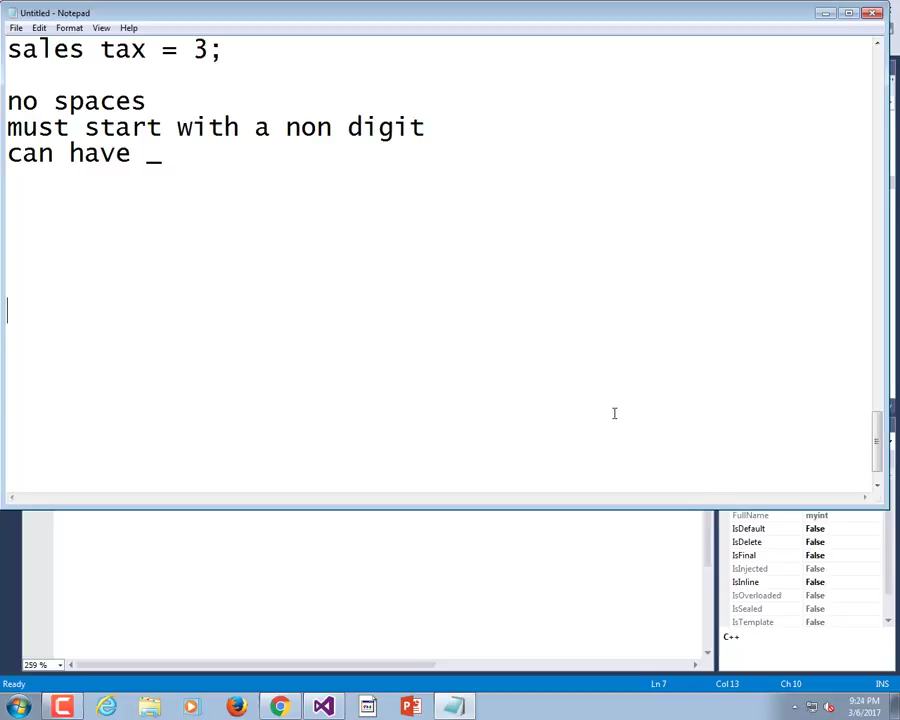 Untitled - Notepad
File Edit Format View Help
sales tax = 3;
no spaces
must start with a non digit
can have _
FullName myint
IsDefault False
IsDelete False
IsFinal False
IsInjected False
IsInline False
IsOverloaded False
IsSealed False
IsTemplate False
C++
259 %
Ready Ln 7 Col 13 Ch 10 INS
9:24 PM
3/6/2017